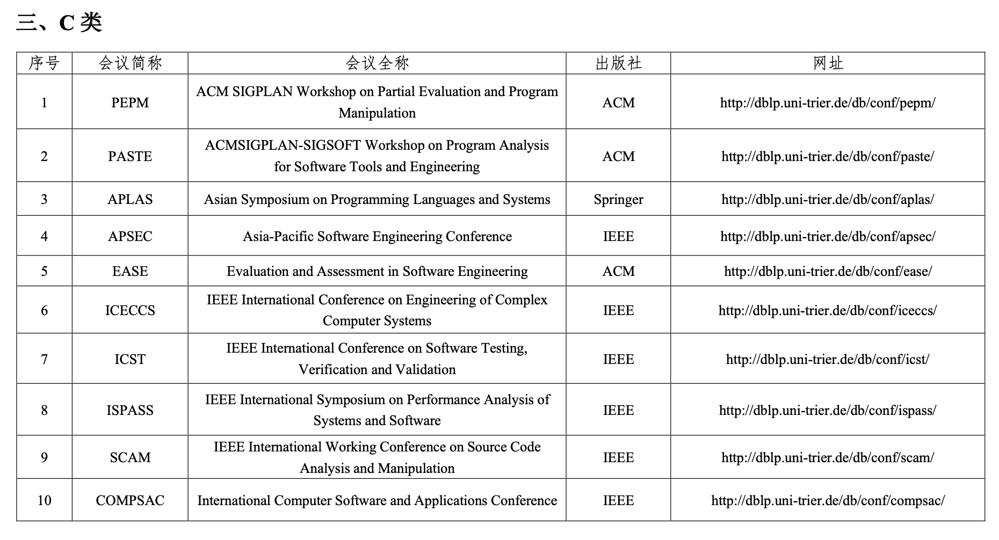 三、C 类
序号 会议简称 会议全称 出版社 网址
1 PEPM ACM SIGPLAN Workshop on Partial Evaluation and Program
Manipulation ACM http://dblp.uni-trier.de/db/conf/pepm/
2 PASTE ACMSIGPLAN-SIGSOFT Workshop on Program Analysis
for Software Tools and Engineering ACM http://dblp.uni-trier.de/db/conf/paste/
3 APLAS Asian Symposium on Programming Languages and Systems Springer http://dblp.uni-trier.de/db/conf/aplas/
4 APSEC Asia-Pacific Software Engineering Conference IEEE http://dblp.uni-trier.de/db/conf/apsec/
5 EASE Evaluation and Assessment in Software Engineering ACM http://dblp.uni-trier.de/db/conf/ease/
6 ICECCS IEEE International Conference on Engineering of Complex
Computer Systems IEEE http://dblp.uni-trier.de/db/conf/iceccs/
7 ICST IEEE International Conference on Software Testing,
Verification and Validation IEEE http://dblp.uni-trier.de/db/conf/icst/
8 ISPASS IEEE International Symposium on Performance Analysis of
Systems and Software IEEE http://dblp.uni-trier.de/db/conf/ispass/
9 SCAM IEEE International Working Conference on Source Code
Analysis and Manipulation IEEE http://dblp.uni-trier.de/db/conf/scam/
10 COMPSAC International Computer Software and Applications Conference IEEE http://dblp.uni-trier.de/db/conf/compsac/